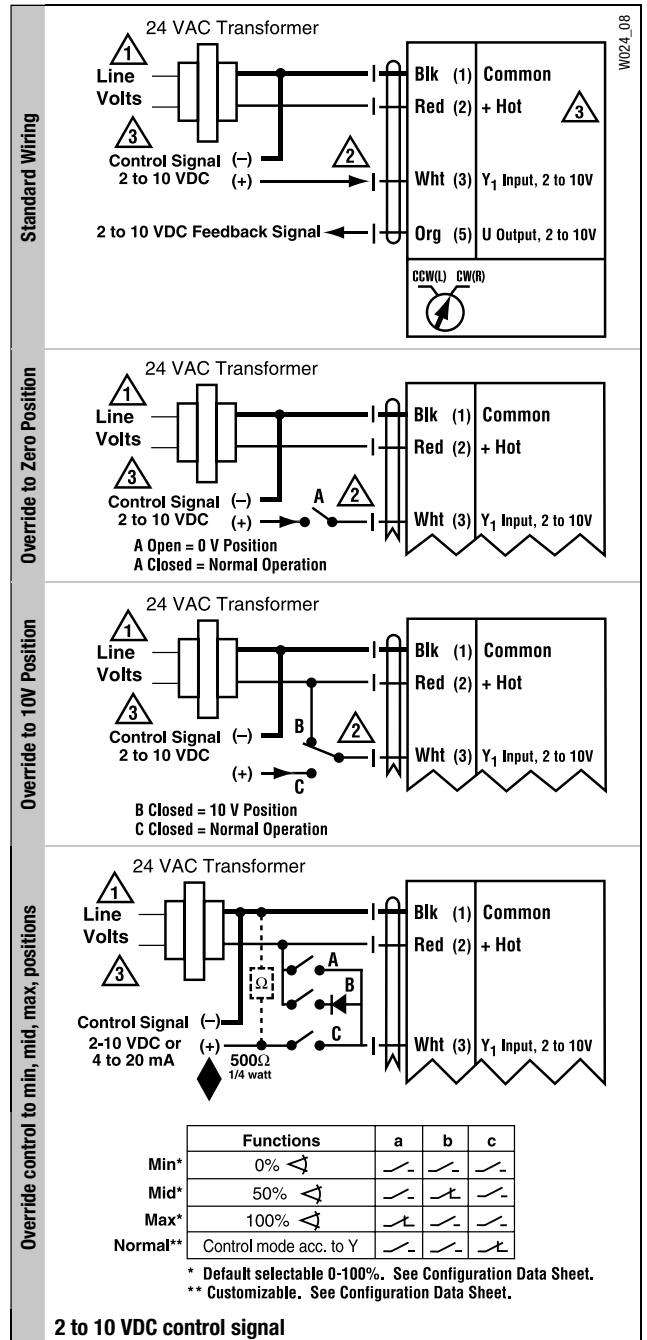 W024_08
Standard Wiring
24 VAC Transformer
1
Line
Volts
3
Control Signal (–)
2 to 10 VDC (+)
2
2 to 10 VDC Feedback Signal
Blk (1) Common
Red (2) + Hot
3
Wht (3) Y1 Input, 2 to 10V
Org (5) U Output, 2 to 10V
CCW(L) CW(R)
Override to Zero Position
24 VAC Transformer
1
Line
Volts
3
Control Signal (–)
2 to 10 VDC (+)
A
2
A Open = 0 V Position
A Closed = Normal Operation
Blk (1) Common
Red (2) + Hot
Wht (3) Y1 Input, 2 to 10V
Override to 10V Position
24 VAC Transformer
1
Line
Volts
3
Control Signal (–)
2 to 10 VDC
(+)
B
2
C
B Closed = 10 V Position
C Closed = Normal Operation
Blk (1) Common
Red (2) + Hot
Wht (3) Y1 Input, 2 to 10V
Override control to min, mid, max, positions
24 VAC Transformer
1
Line
Volts
3
Control Signal (–)
2-10 VDC or (+)
4 to 20 mA
Ω
500Ω
1/4 watt
A
B
C
Blk (1) Common
Red (2) + Hot
Wht (3) Y1 Input, 2 to 10V
Functions a b c
Min* 0%
Mid* 50%
Max* 100%
Normal** Control mode acc. to Y
* Default selectable 0-100%. See Configuration Data Sheet.
** Customizable. See Configuration Data Sheet.
2 to 10 VDC control signal